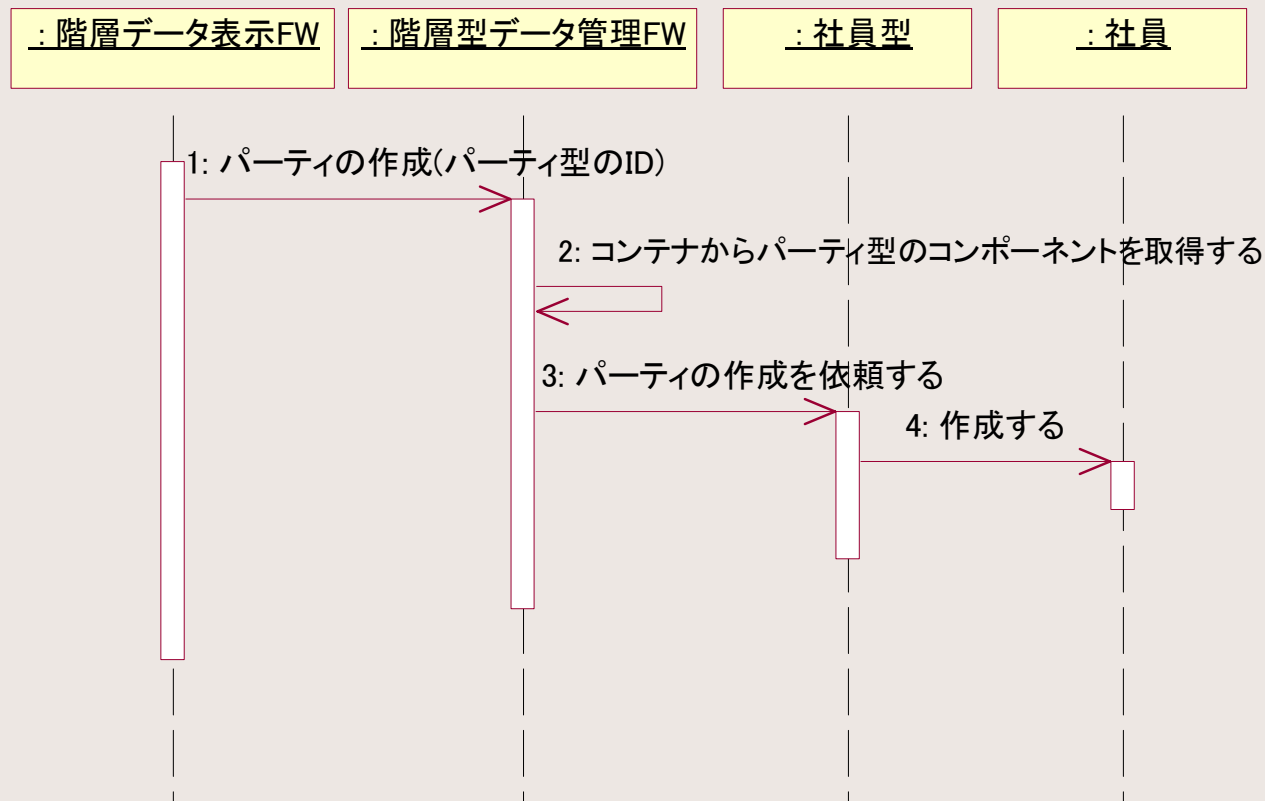 : 階層データ表示FW
: 階層型データ管理FW
: 社員型
: 社員
1: パーティの作成(パーティ型のID)
2: コンテナからパーティ型のコンポーネントを取得する
3: パーティの作成を依頼する
4: 作成する